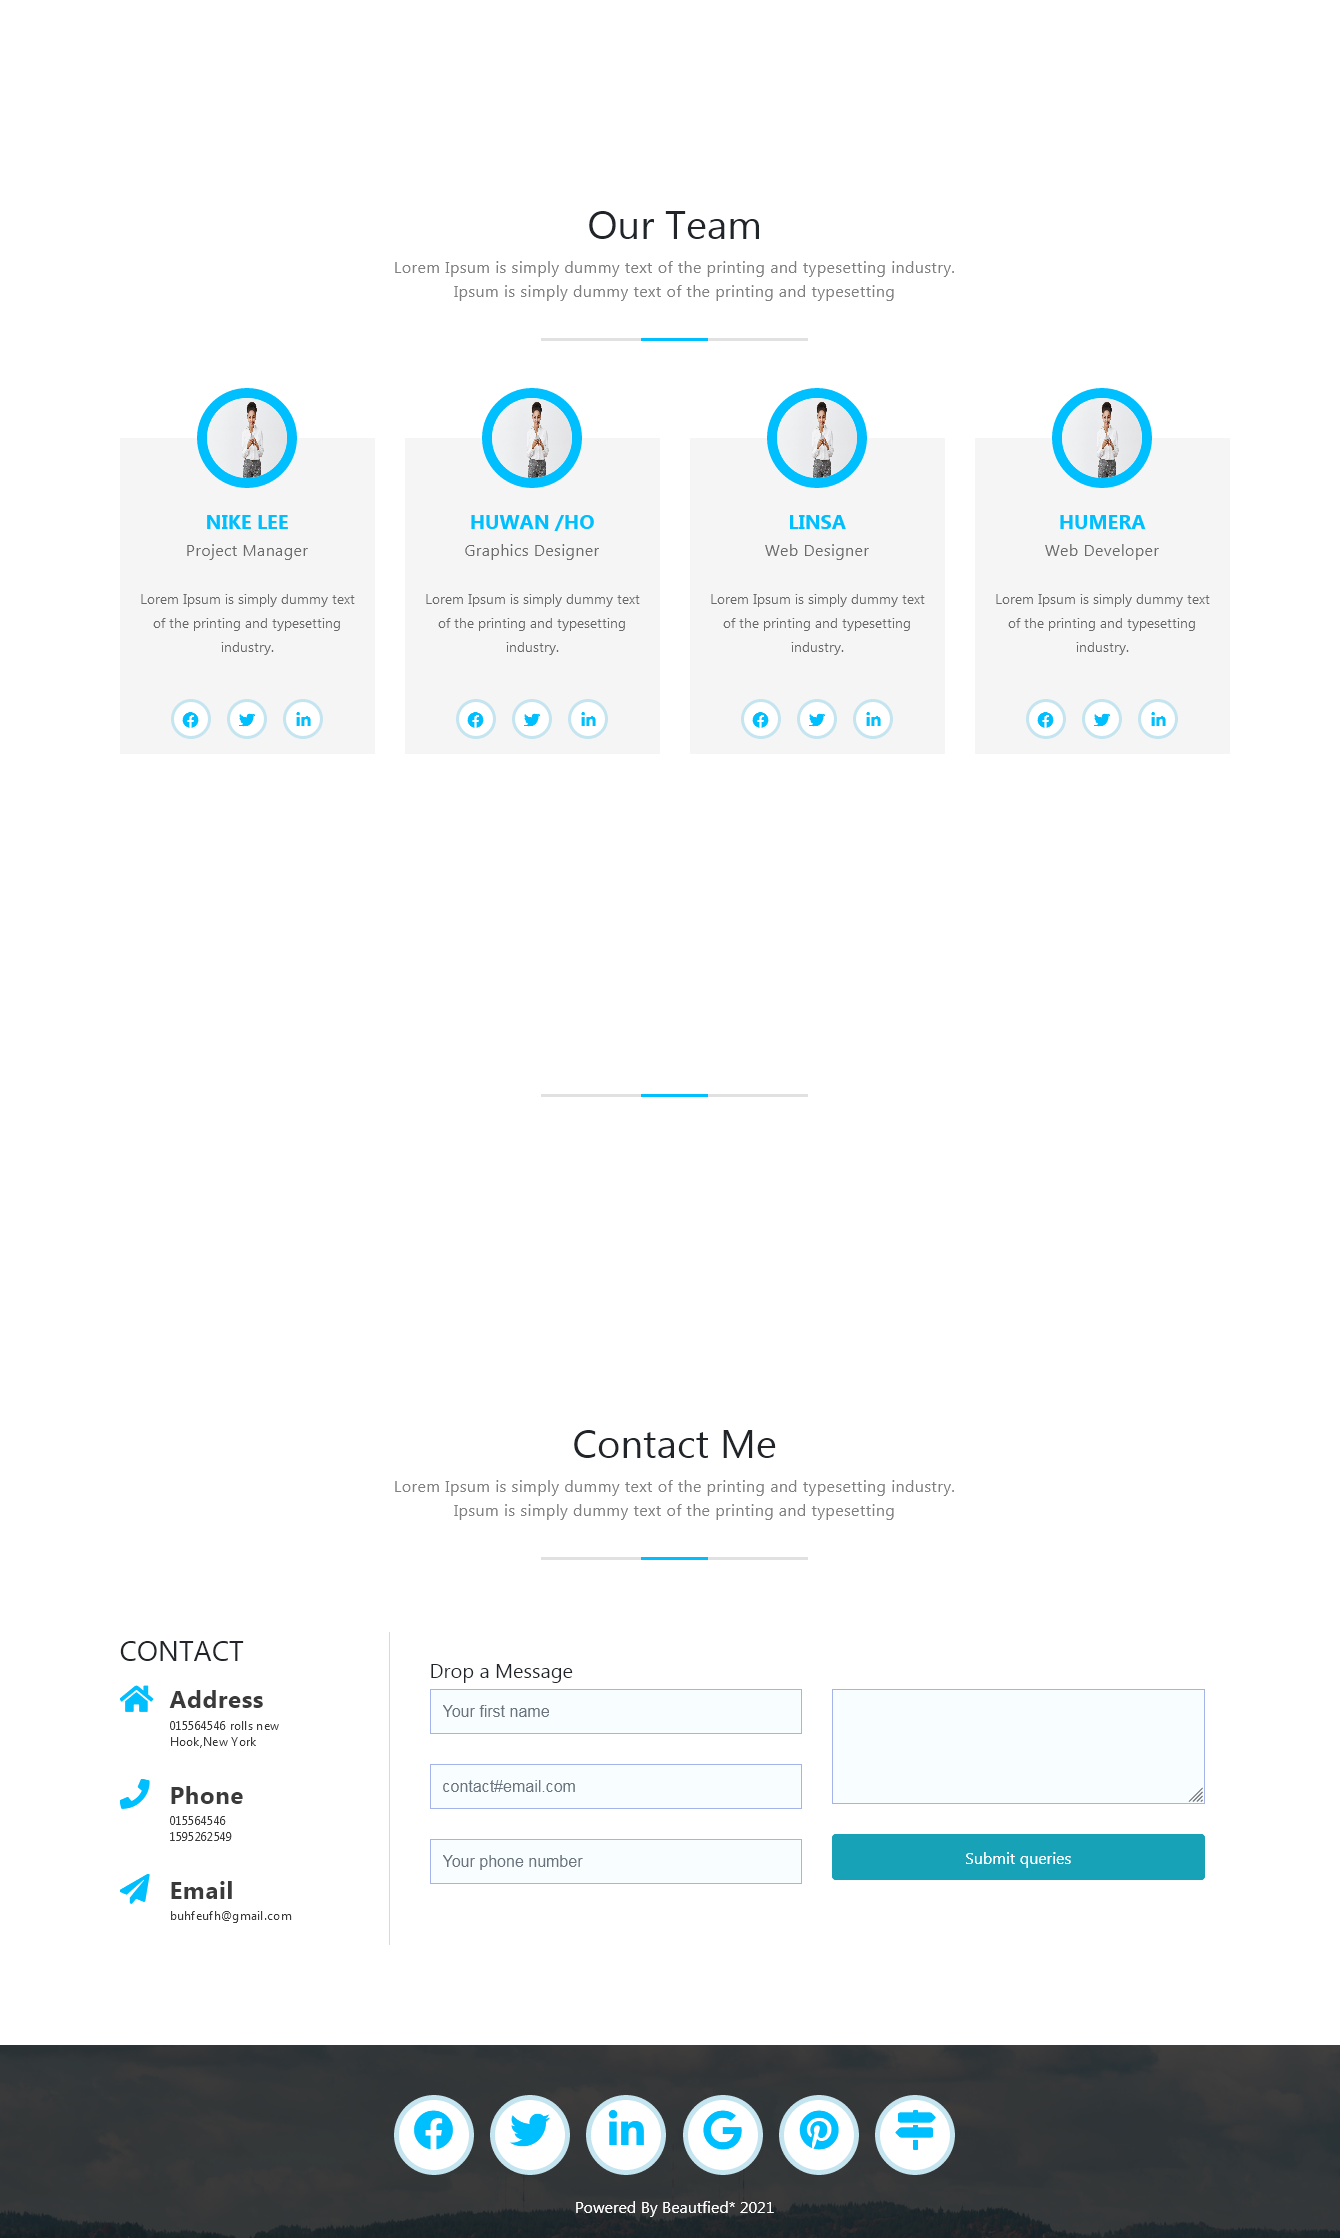 Our Team
Lorem Ipsum is simply dummy text of the printing and typesetting industry.
Ipsum is simply dummy text of the printing and typesetting
NIKE LEE
Project Manager
Lorem Ipsum is simply dummy text
of the printing and typesetting
industry.
HUWAN /HO
Graphics Designer
Lorem Ipsum is simply dummy text
of the printing and typesetting
industry.
LINSA
Web Designer
Lorem Ipsum is simply dummy text
of the printing and typesetting
industry.
HUMERA
Web Developer
Lorem Ipsum is simply dummy text
of the printing and typesetting
industry.
Contact Me
Lorem Ipsum is simply dummy text of the printing and typesetting industry.
Ipsum is simply dummy text of the printing and typesetting
CONTACT
Address
015564546 rolls new
Hook,New York
Phone
015564546
1595262549
Email
buhfeufh@gmail.com
Drop a Message
Your first name
contact#email.com
Your phone number
Submit queries
Powered By Beautfied* 2021